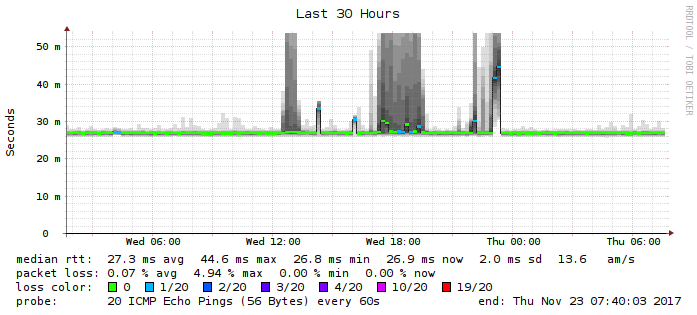 Last 30 Hours
RRDTOOL / TOBI OETIKER
Seconds
50 m
40 m
30 m
20 m
10 m
0
Wed 06:00 Wed 12:00 Wed 18:00 Thu 00:00 Thu 06:00
median rtt: 27.3 ms avg 44.6 ms max 26.8 ms min 26.9 ms now 2.0 ms sd 13.6 am/s
packet loss: 0.07 % avg 4.94 % max 0.00 % min 0.00 % now
loss color: 0 1/20 2/20 3/20 4/20 10/20 19/20
probe: 20 ICMP Echo Pings (56 Bytes) every 60s end: Thu Nov 23 07:40:03 2017